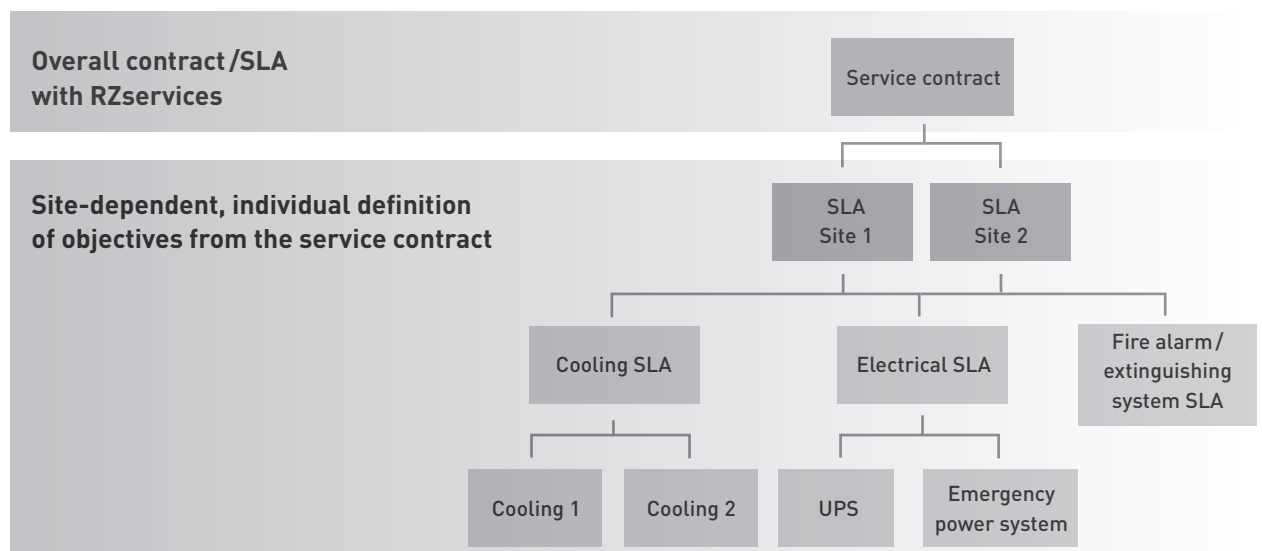 Overall contract/SLA
with RZservices
Service contract
Site-dependent, individual definition
of objectives from the service contract
SLA
Site 1
SLA
Site 2
Cooling SLA
Electrical SLA
Fire alarm/
extinguishing
system SLA
Cooling 1
Cooling 2
UPS
Emergency
power system